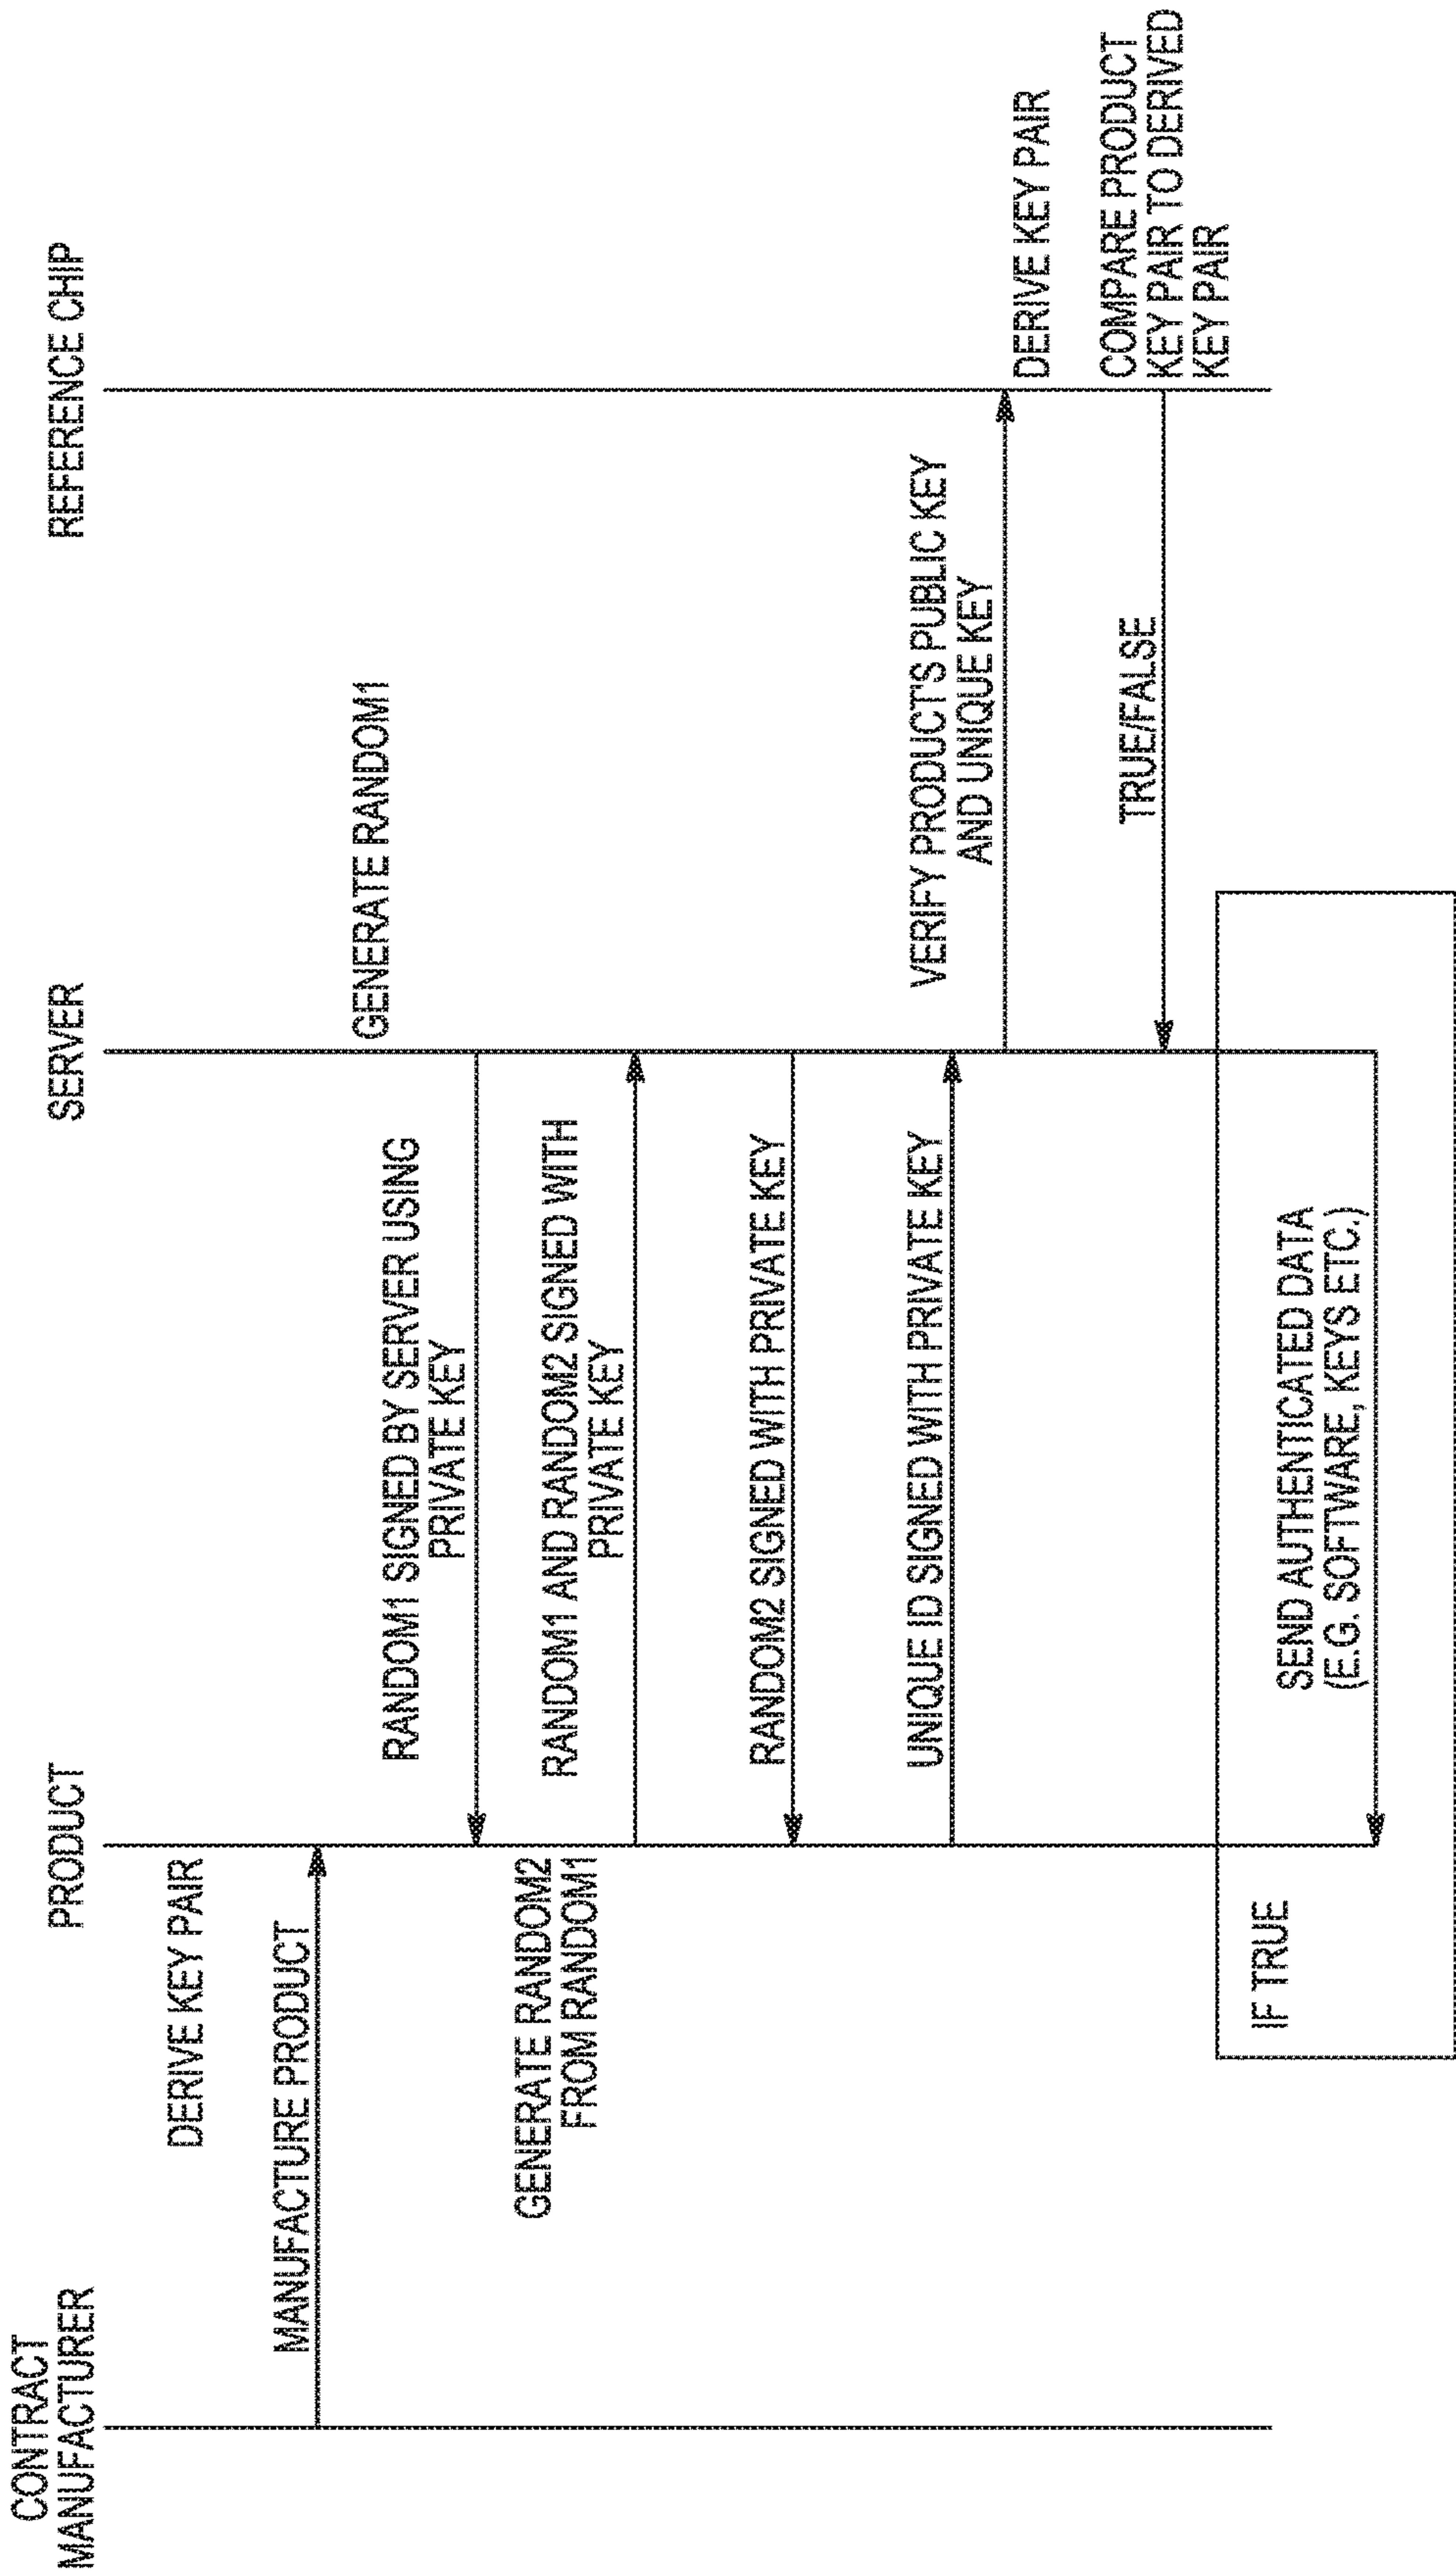 CONTRACT
MANUFACTURER
PRODUCT
SERVER
REFERENCE CHIP
DERIVE KEY PAIR
MANUFACTURE PRODUCT
GENERATE RANDOM1
RANDOM1 SIGNED BY SERVER USING
PRIVATE KEY
GENERATE RANDOM2
FROM RANDOM1
RANDOM1 AND RANDOM2 SIGNED WITH
PRIVATE KEY
RANDOM2 SIGNED WITH PRIVATE KEY
UNIQUE ID SIGNED WITH PRIVATE KEY
VERIFY PRODUCT'S PUBLIC KEY
AND UNIQUE KEY
DERIVE KEY PAIR
COMPARE PRODUCT
KEY PAIR TO DERIVED
KEY PAIR
TRUE/FALSE
IF TRUE
SEND AUTHENTICATED DATA
(E.G. SOFTWARE, KEYS ETC.)